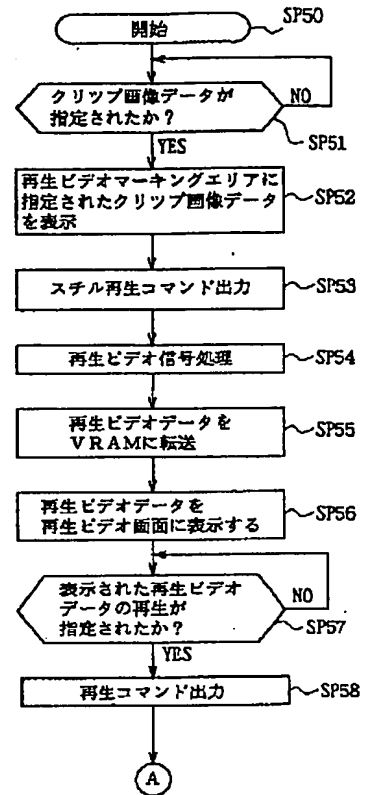 開始
SP50
クリップ画像データが
指定されたか?
NO
SP51
YES
再生ビデオマーキングエリアに
指定されたクリップ画像データ
を表示
SP52
スチル再生コマンド出力
SP53
再生ビデオ信号処理
SP54
再生ビデオデータを
VRAMに転送
SP55
再生ビデオデータを
再生ビデオ画面に表示する
SP56
表示された再生ビデオ
データの再生が
指定されたか?
NO
SP57
YES
再生コマンド出力
SP58
A